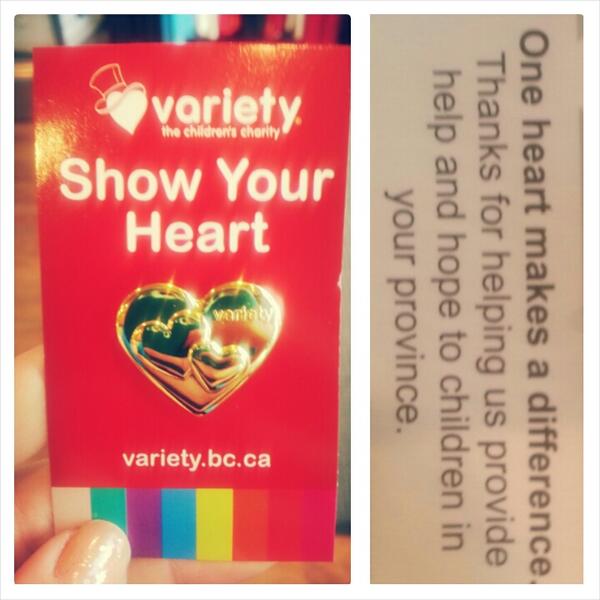 variety
the children's charity
Show Your
Heart
variety
variety.bc.ca
One heart makes a difference.
Thanks for helping us provide
help and hope to children in
your province.